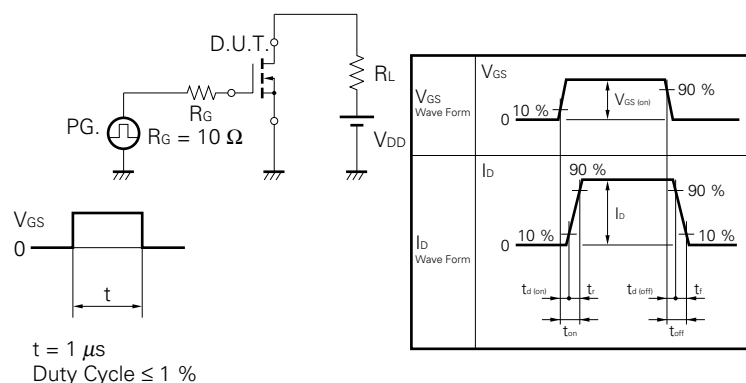 D.U.T.
RL
RG
PG.
RG = 10 Ω
VDD
VGS
0
t
t = 1 μs
Duty Cycle ≤ 1 %
VGS
Wave Form
VGS
10 %
VGS (on)
90 %
0
ID
Wave Form
ID
90 %
90 %
10 %
ID
10 %
0
td (on)
tr
td (off)
tf
ton
toff